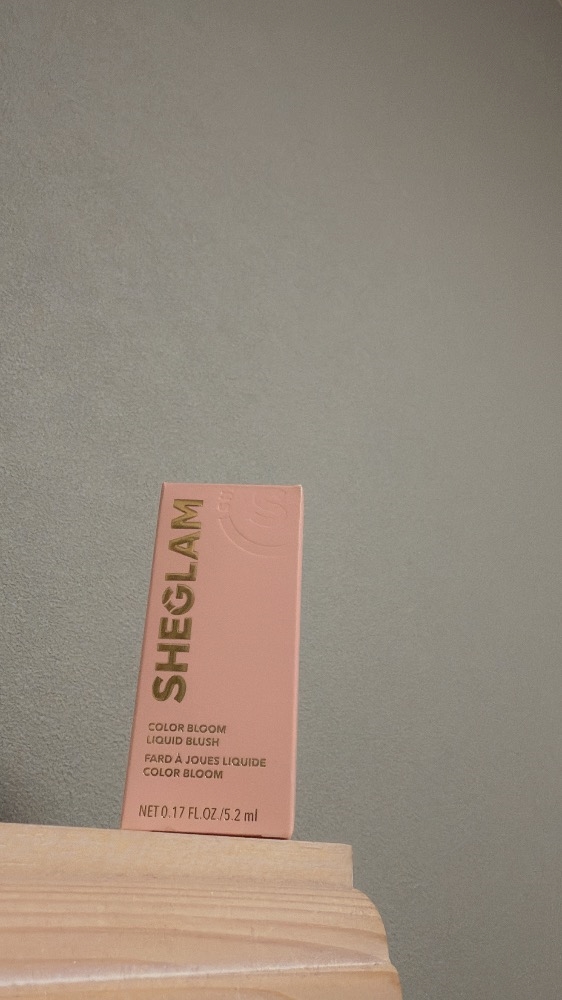 SHEGLAM
COLOR BLOOM
LIQUID BLUSH
FARD À JOUES LIQUIDE
COLOR BLOOM
NET 0.17 FL.OZ./5.2 ml